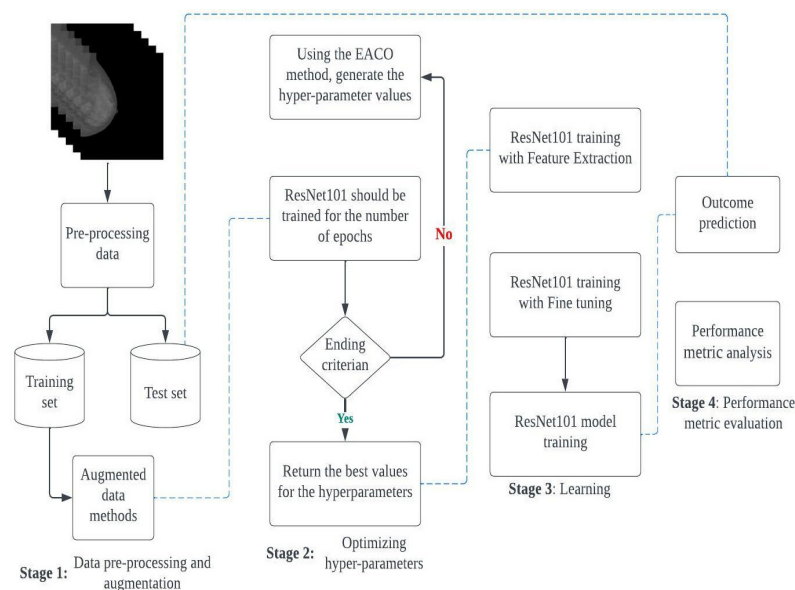 Pre-processing
data
Training
set
Test set
Augmented
data
methods
Stage 1: Data pre-processing and
augmentation
Using the EACO
method, generate the
hyper-parameter values
ResNet101 should be
trained for the number
of epochs
No
Ending
criterian
Yes
Return the best values
for the hyperparameters
Stage 2: Optimizing
hyper-parameters
ResNet101 training
with Feature Extraction
ResNet101 training
with Fine tuning
ResNet101 model
training
Stage 3: Learning
Outcome
prediction
Performance
metric analysis
Stage 4: Performance
metric evaluation